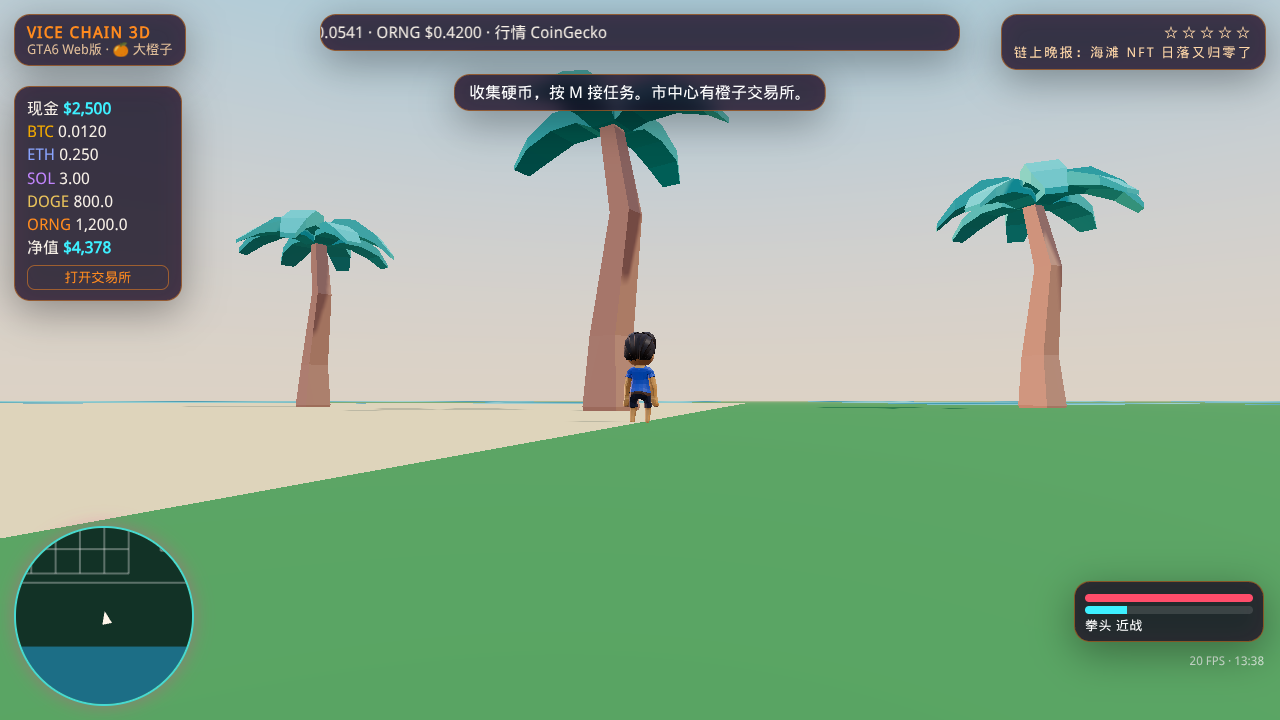 VICE CHAIN 3D
GTA6 Web版 · 🍊 大橙子
0.0541 · ORNG $0.4200 · 行情 CoinGecko
☆☆☆☆☆
链上晚报：海滩 NFT 日落又归零了
收集硬币，按 M 接任务。市中心有橙子交易所。
现金 $2,500
BTC 0.0120
ETH 0.250
SOL 3.00
DOGE 800.0
ORNG 1,200.0
净值 $4,378
打开交易所
拳头 近战
20 FPS · 13:38